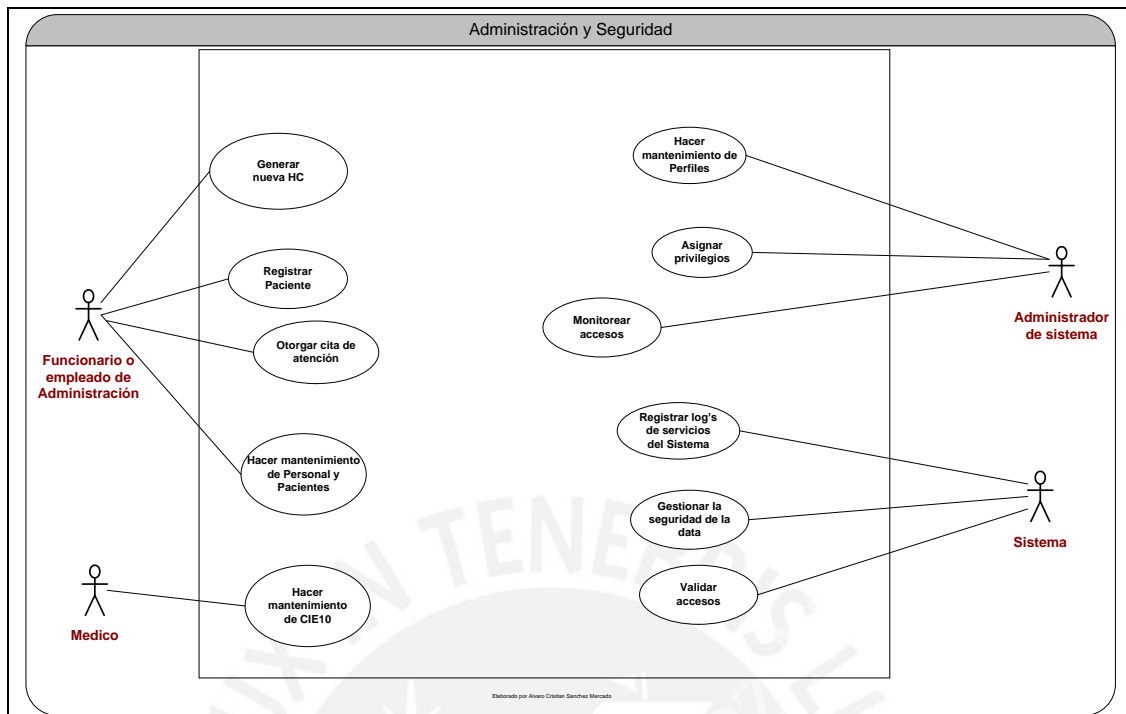 Administración y Seguridad
Generar
nueva HC
Registrar
Paciente
Otorgar cita de
atención
Hacer mantenimiento
de Personal y
Pacientes
Hacer
mantenimiento
de CIE10
Funcionario o
empleado de
Administración
Medico
Hacer
mantenimiento de
Perfiles
Asignar
privilegios
Monitorear
accesos
Registrar log's
de servicios
del Sistema
Gestionar la
seguridad de la
data
Validar
accesos
Administrador
de sistema
Sistema
Elaborado por Alvaro Cristian Sanchez Mercado